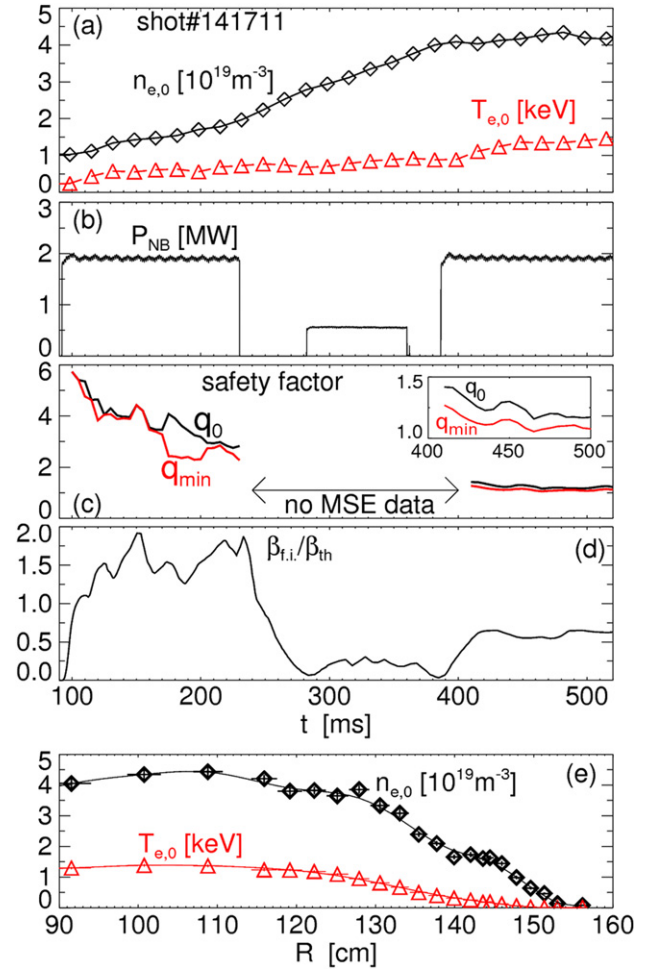 (a) shot#141711
5
4
3
2
1
0
n_e,0 [10^19 m^-3]
T_e,0 [keV]
(b)
3
2
1
0
P_NB [MW]
6
4
2
0
safety factor
q_0
q_min
1.5
1.0
q_0
q_min
400 450 500
no MSE data
(c)
2.0
1.5
1.0
0.5
0.0
β_f.i./β_th
(d)
100 200 300 400 500
t [ms]
5
4
3
2
1
0
(e)
n_e,0 [10^19 m^-3]
T_e,0 [keV]
90 100 110 120 130 140 150 160
R [cm]